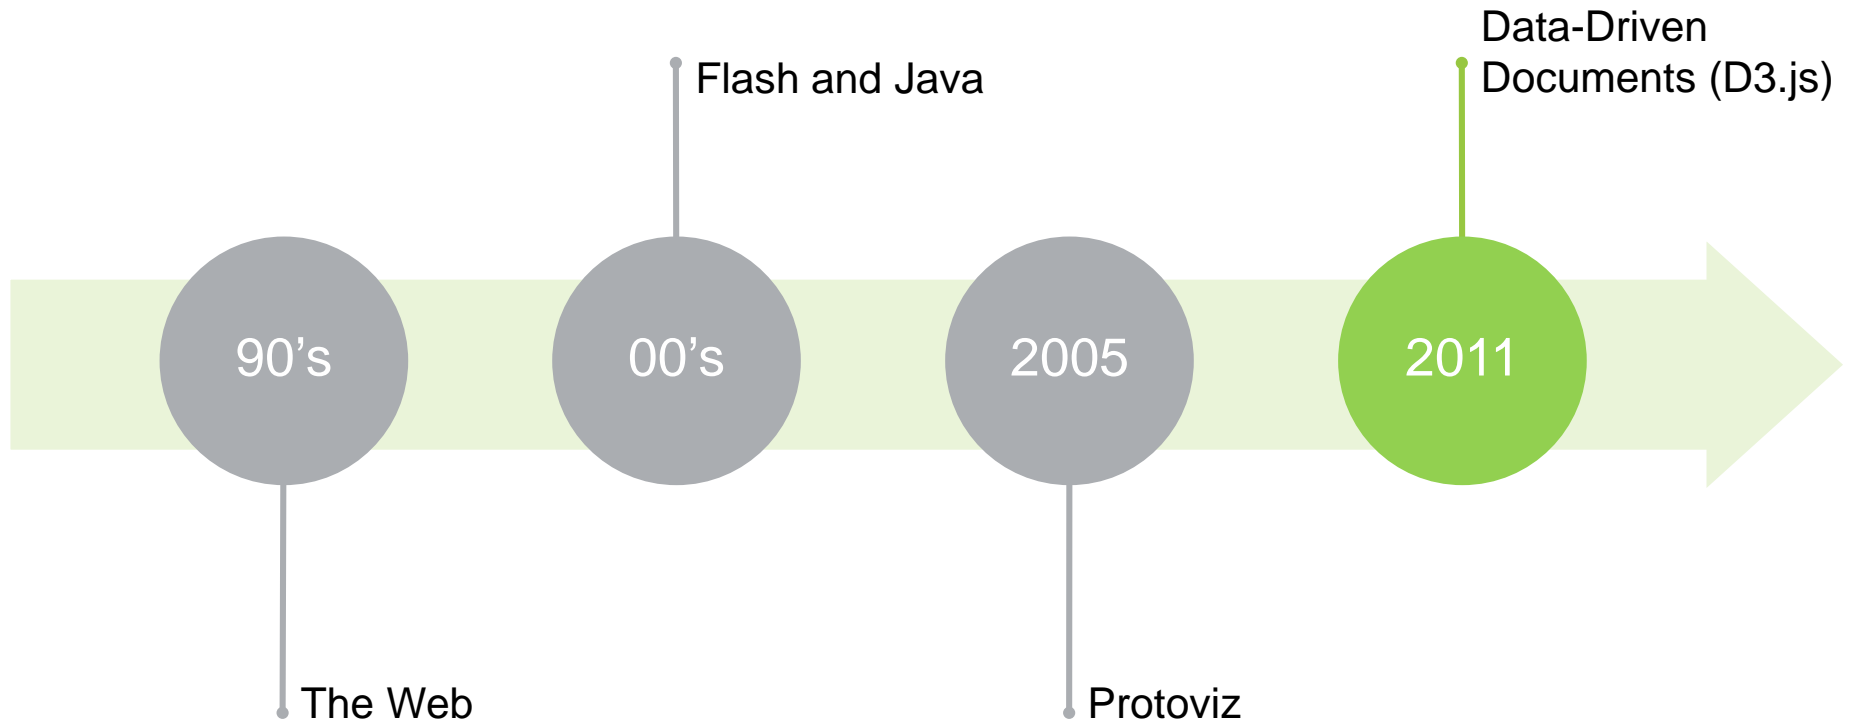 Data-Driven
Documents (D3.js)
Flash and Java
90’s
00’s
2005
2011
The Web
Protoviz